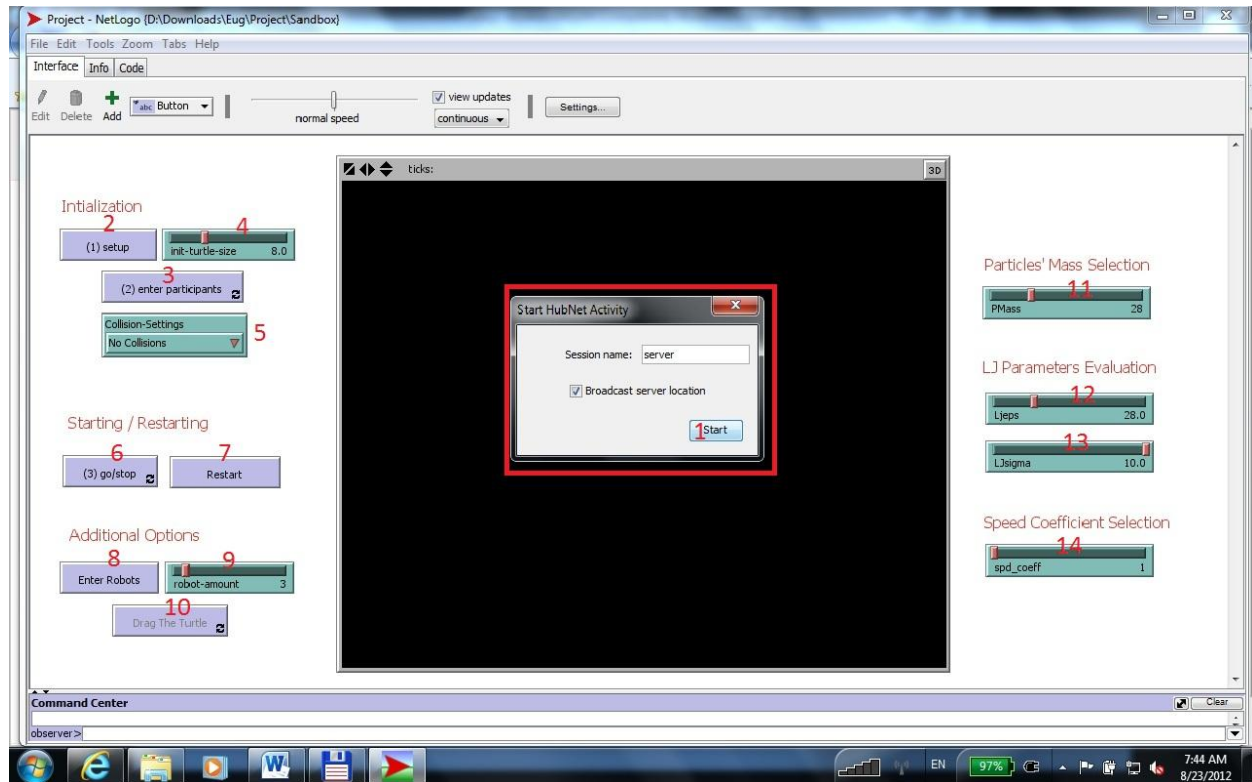 Project - NetLogo {D:\Downloads\Eug\Project\Sandbox}
File Edit Tools Zoom Tabs Help
Interface Info Code
Edit Delete Add abc Button normal speed view updates continuous Settings...
ticks: 3D
Intialization
2 4
(1) setup init-turtle-size 8.0
3
(2) enter participants
Collision-Settings
No Collisions 5
Starting / Restarting
6 7
(3) go/stop Restart
Additional Options
8 9
Enter Robots robot-amount 3
10
Drag The Turtle
Start HubNet Activity
Session name: server
Broadcast server location
1 Start
Particles' Mass Selection
11
PMass 28
LJ Parameters Evaluation
12
Ljeps 28.0
13
LJsigma 10.0
Speed Coefficient Selection
14
spd_coeff 1
Command Center Clear
observer>
EN 97% 7:44 AM
8/23/2012